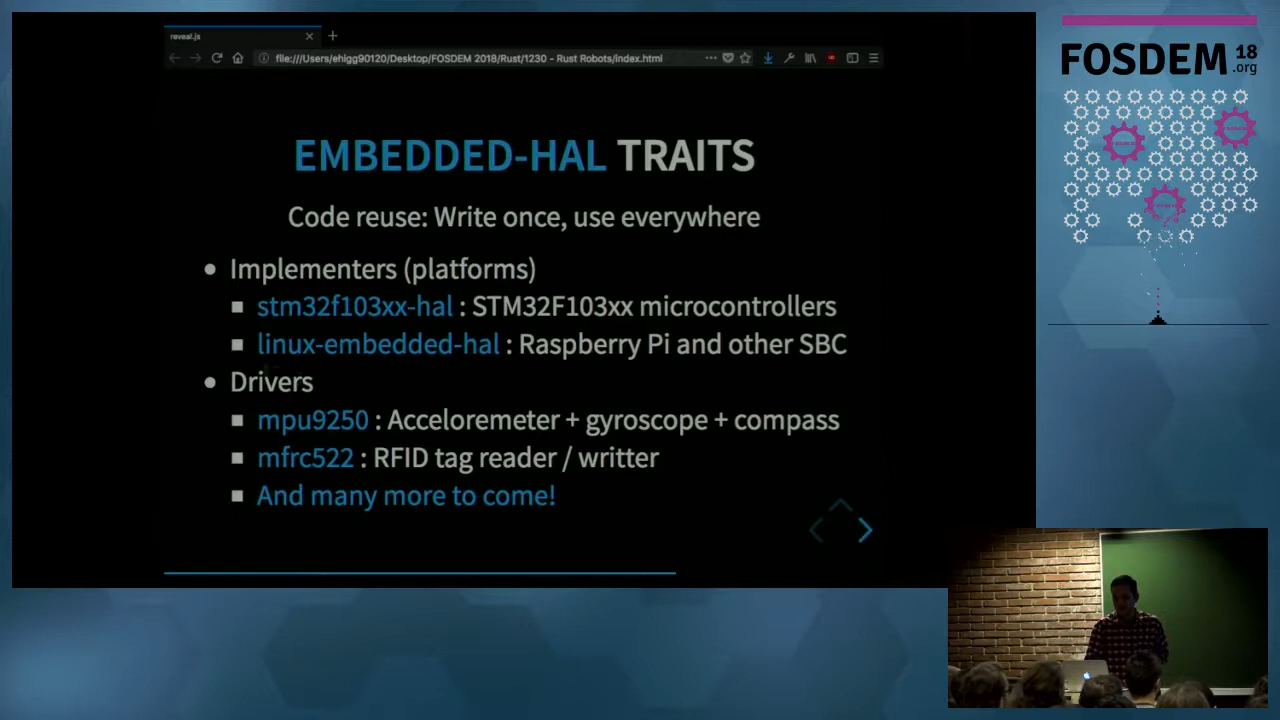 reveal.js
file:///Users/ehigg90120/Desktop/FOSDEM 2018/Rust/1230 - Rust Robots/index.html
EMBEDDED-HAL TRAITS
Code reuse: Write once, use everywhere
Implementers (platforms)
stm32f103xx-hal : STM32F103xx microcontrollers
linux-embedded-hal : Raspberry Pi and other SBC
Drivers
mpu9250 : Acceloremeter + gyroscope + compass
mfrc522 : RFID tag reader / writter
And many more to come!
FOSDEM 18
.org